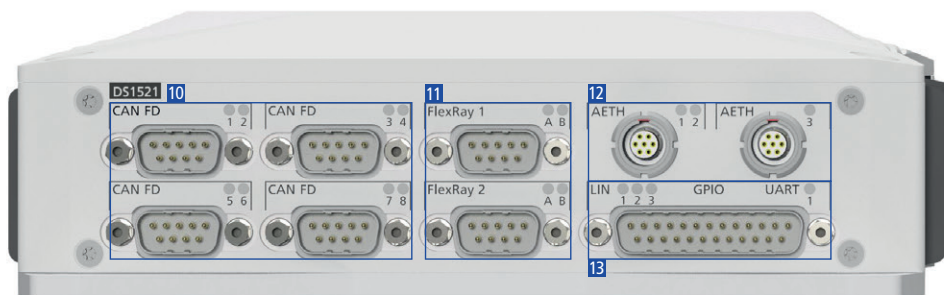 DS1521 10 11 12
CAN FD 1 2 CAN FD 3 4 FlexRay 1 A B AETH 1 2 AETH 3
CAN FD 5 6 CAN FD 7 8 FlexRay 2 A B LIN 1 2 3 GPIO UART 1
13